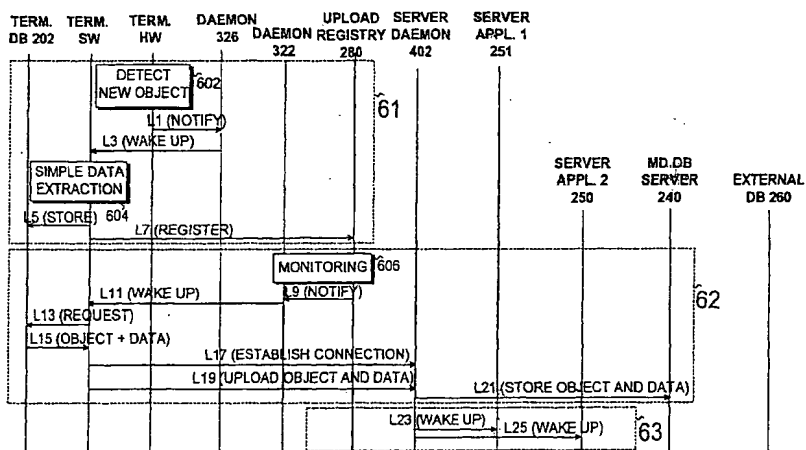 TERM. DB 202
TERM. SW
TERM. HW
DAEMON 326
DAEMON 322
UPLOAD REGISTRY 280
SERVER DAEMON 402
SERVER APPL. 1 251
DETECT NEW OBJECT
602
61
L1 (NOTIFY)
L3 (WAKE UP)
SIMPLE DATA EXTRACTION
604
L5 (STORE)
L7 (REGISTER)
SERVER APPL. 2 250
MD.DB SERVER 240
EXTERNAL DB 260
MONITORING
606
62
L9 (NOTIFY)
L11 (WAKE UP)
L13 (REQUEST)
L15 (OBJECT + DATA)
L17 (ESTABLISH CONNECTION)
L19 (UPLOAD OBJECT AND DATA)
L21 (STORE OBJECT AND DATA)
L23 (WAKE UP)
L25 (WAKE UP)
63